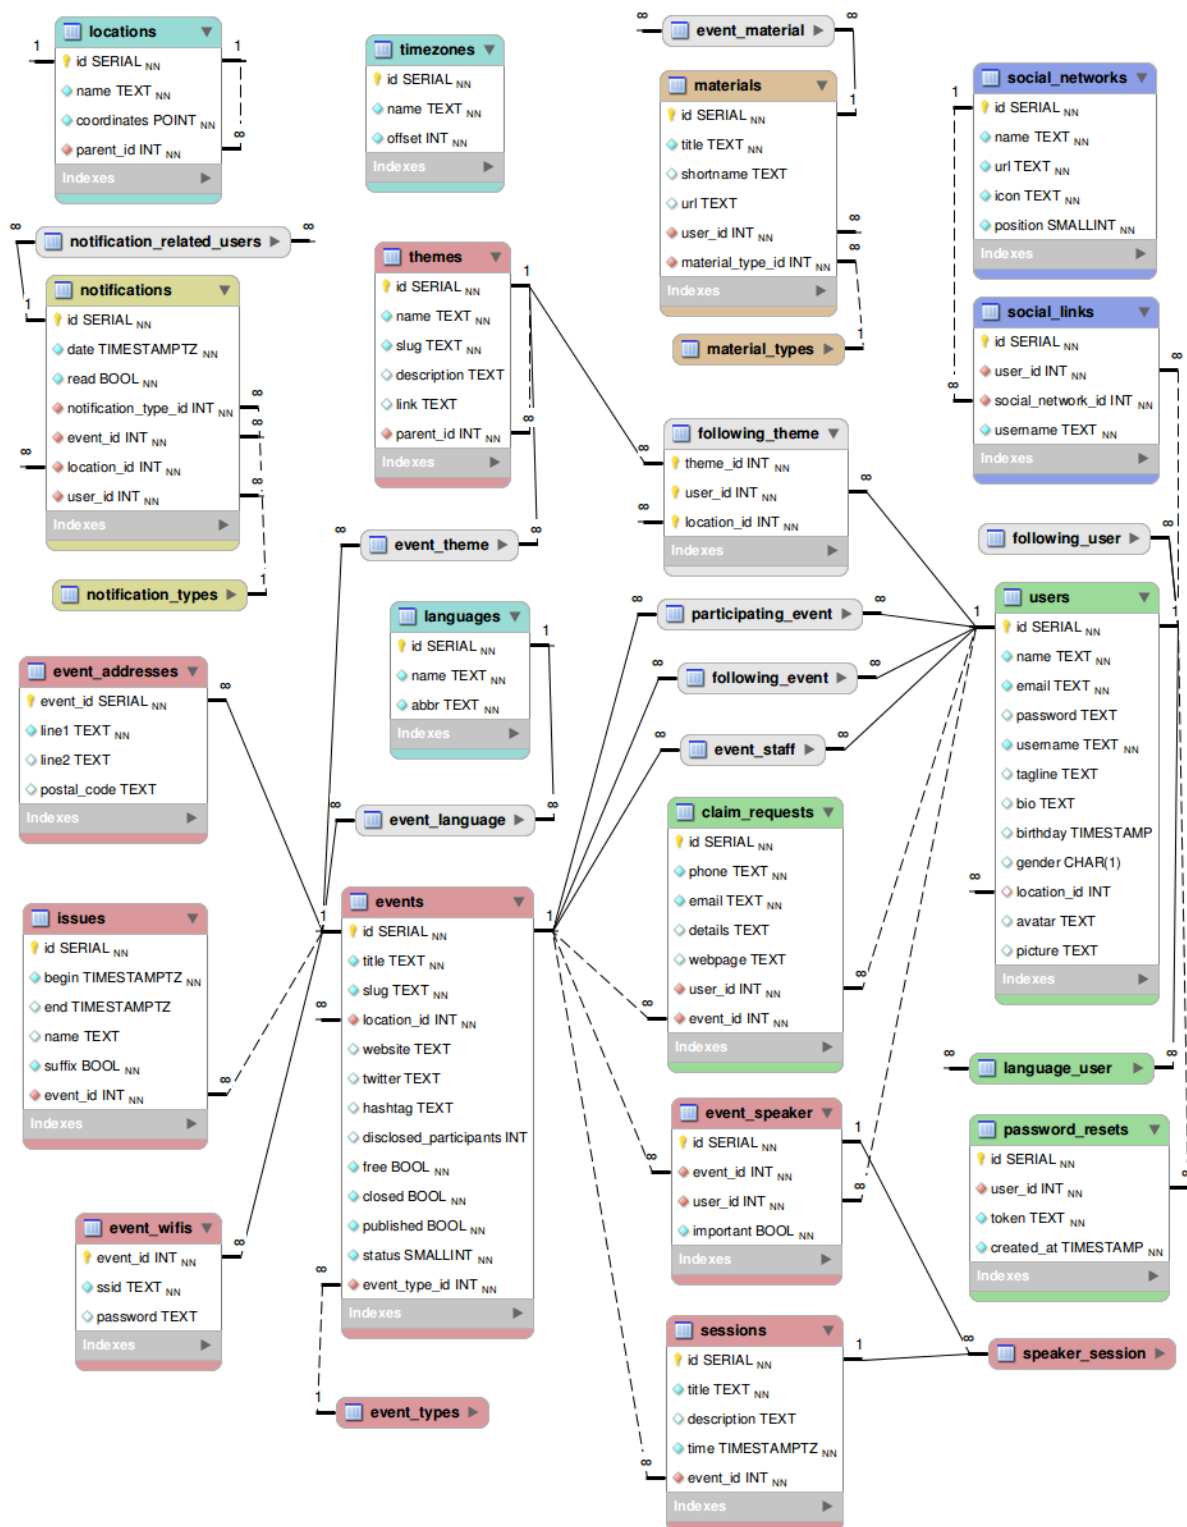 locations
1
1
id SERIAL NN
name TEXT NN
coordinates POINT NN
∞
parent_id INT NN
Indexes
timezones
id SERIAL NN
name TEXT NN
offset INT NN
Indexes
∞
event_material
∞
materials
id SERIAL NN
1
title TEXT NN
shortname TEXT
url TEXT
∞
user_id INT NN
∞
material_type_id INT NN
Indexes
material_types
1
social_networks
1
id SERIAL NN
name TEXT NN
url TEXT NN
icon TEXT NN
position SMALLINT NN
Indexes
social_links
id SERIAL NN
∞
user_id INT NN
∞
social_network_id INT NN
username TEXT NN
Indexes
∞
notification_related_users
∞
notifications
1
id SERIAL NN
date TIMESTAMPTZ NN
read BOOL NN
∞
notification_type_id INT NN
∞
event_id INT NN
∞
location_id INT NN
∞
user_id INT NN
Indexes
notification_types
1
themes
1
id SERIAL NN
name TEXT NN
slug TEXT NN
description TEXT
link TEXT
∞
parent_id INT NN
Indexes
∞
event_theme
∞
following_theme
∞
theme_id INT NN
∞
user_id INT NN
∞
location_id INT NN
Indexes
following_user
∞
languages
1
id SERIAL NN
name TEXT NN
abbr TEXT NN
Indexes
∞
event_language
∞
∞
participating_event
∞
∞
following_event
∞
∞
event_staff
∞
users
1
1
id SERIAL NN
name TEXT NN
email TEXT NN
password TEXT
username TEXT NN
tagline TEXT
bio TEXT
birthday TIMESTAMP
gender CHAR(1)
∞
location_id INT
avatar TEXT
picture TEXT
Indexes
event_addresses
∞
event_id SERIAL NN
line1 TEXT NN
line2 TEXT
postal_code TEXT
Indexes
issues
id SERIAL NN
begin TIMESTAMPTZ NN
end TIMESTAMPTZ
name TEXT
suffix BOOL NN
∞
event_id INT NN
Indexes
event_wifis
∞
event_id INT NN
ssid TEXT NN
password TEXT
Indexes
events
1
1
id SERIAL NN
title TEXT NN
slug TEXT NN
∞
location_id INT NN
website TEXT
twitter TEXT
hashtag TEXT
disclosed_participants INT
free BOOL NN
closed BOOL NN
published BOOL NN
status SMALLINT NN
∞
event_type_id INT NN
Indexes
1
event_types
claim_requests
id SERIAL NN
phone TEXT NN
email TEXT NN
details TEXT
webpage TEXT
∞
user_id INT NN
∞
event_id INT NN
Indexes
event_speaker
1
id SERIAL NN
∞
event_id INT NN
∞
user_id INT NN
important BOOL NN
Indexes
sessions
1
id SERIAL NN
title TEXT NN
description TEXT
time TIMESTAMPTZ NN
∞
event_id INT NN
Indexes
∞
language_user
∞
password_resets
id SERIAL NN
∞
user_id INT NN
token TEXT NN
created_at TIMESTAMP NN
Indexes
∞
speaker_session